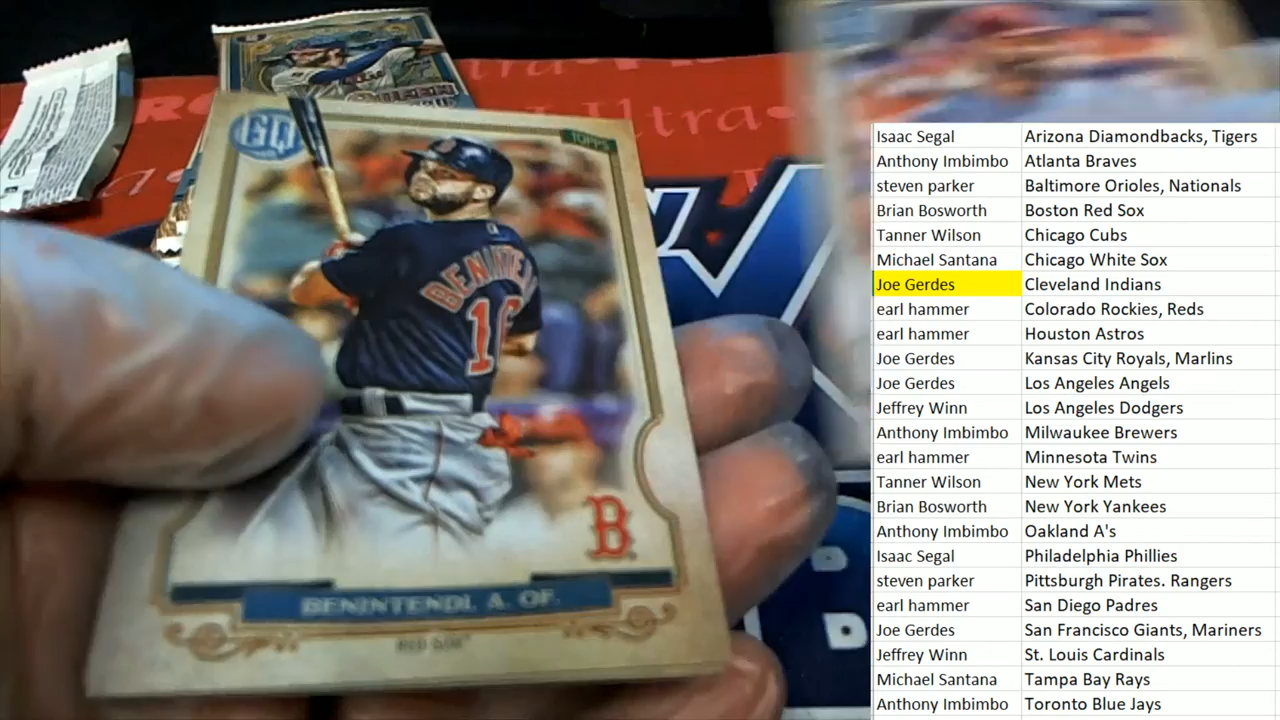 GQ
TOPPS
BENINTENDI
16
B
BENINTENDI, A. OF.
RED SOX
QUEEN
Ultra
Isaac Segal Arizona Diamondbacks, Tigers
Anthony Imbimbo Atlanta Braves
steven parker Baltimore Orioles, Nationals
Brian Bosworth Boston Red Sox
Tanner Wilson Chicago Cubs
Michael Santana Chicago White Sox
Joe Gerdes Cleveland Indians
earl hammer Colorado Rockies, Reds
earl hammer Houston Astros
Joe Gerdes Kansas City Royals, Marlins
Joe Gerdes Los Angeles Angels
Jeffrey Winn Los Angeles Dodgers
Anthony Imbimbo Milwaukee Brewers
earl hammer Minnesota Twins
Tanner Wilson New York Mets
Brian Bosworth New York Yankees
Anthony Imbimbo Oakland A's
Isaac Segal Philadelphia Phillies
steven parker Pittsburgh Pirates. Rangers
earl hammer San Diego Padres
Joe Gerdes San Francisco Giants, Mariners
Jeffrey Winn St. Louis Cardinals
Michael Santana Tampa Bay Rays
Anthony Imbimbo Toronto Blue Jays